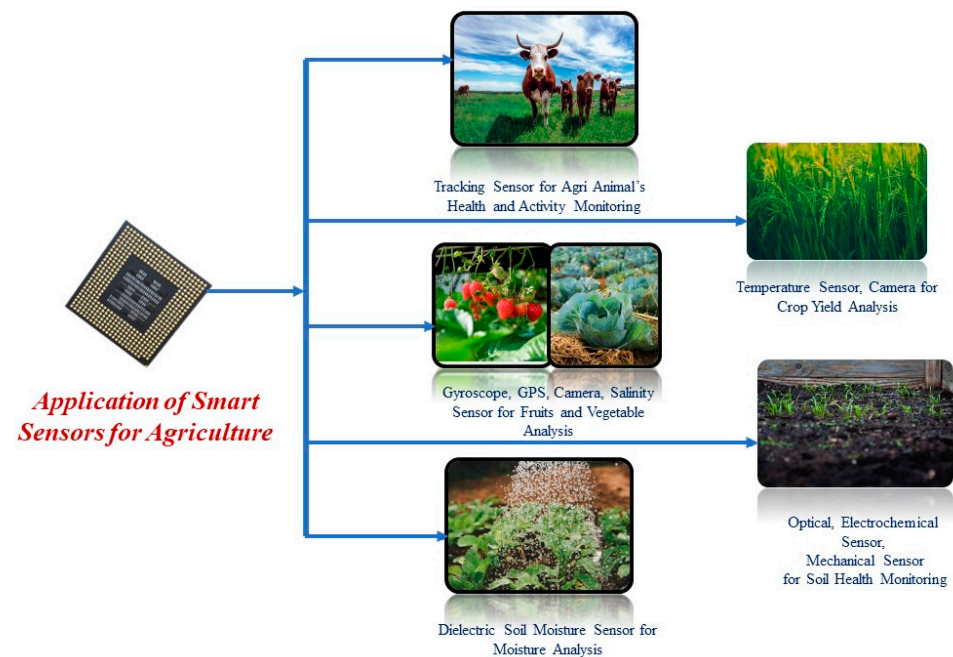 Tracking Sensor for Agri Animal's
Health and Activity Monitoring
Temperature Sensor, Camera for
Crop Yield Analysis
Application of Smart
Sensors for Agriculture
Gyroscope, GPS, Camera, Salinity
Sensor for Fruits and Vegetable
Analysis
Optical, Electrochemical
Sensor,
Mechanical Sensor
for Soil Health Monitoring
Dielectric Soil Moisture Sensor for
Moisture Analysis